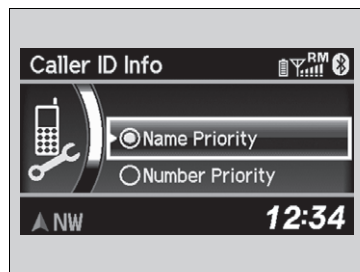 Caller ID Info
RM
Name Priority
Number Priority
NW
12:34